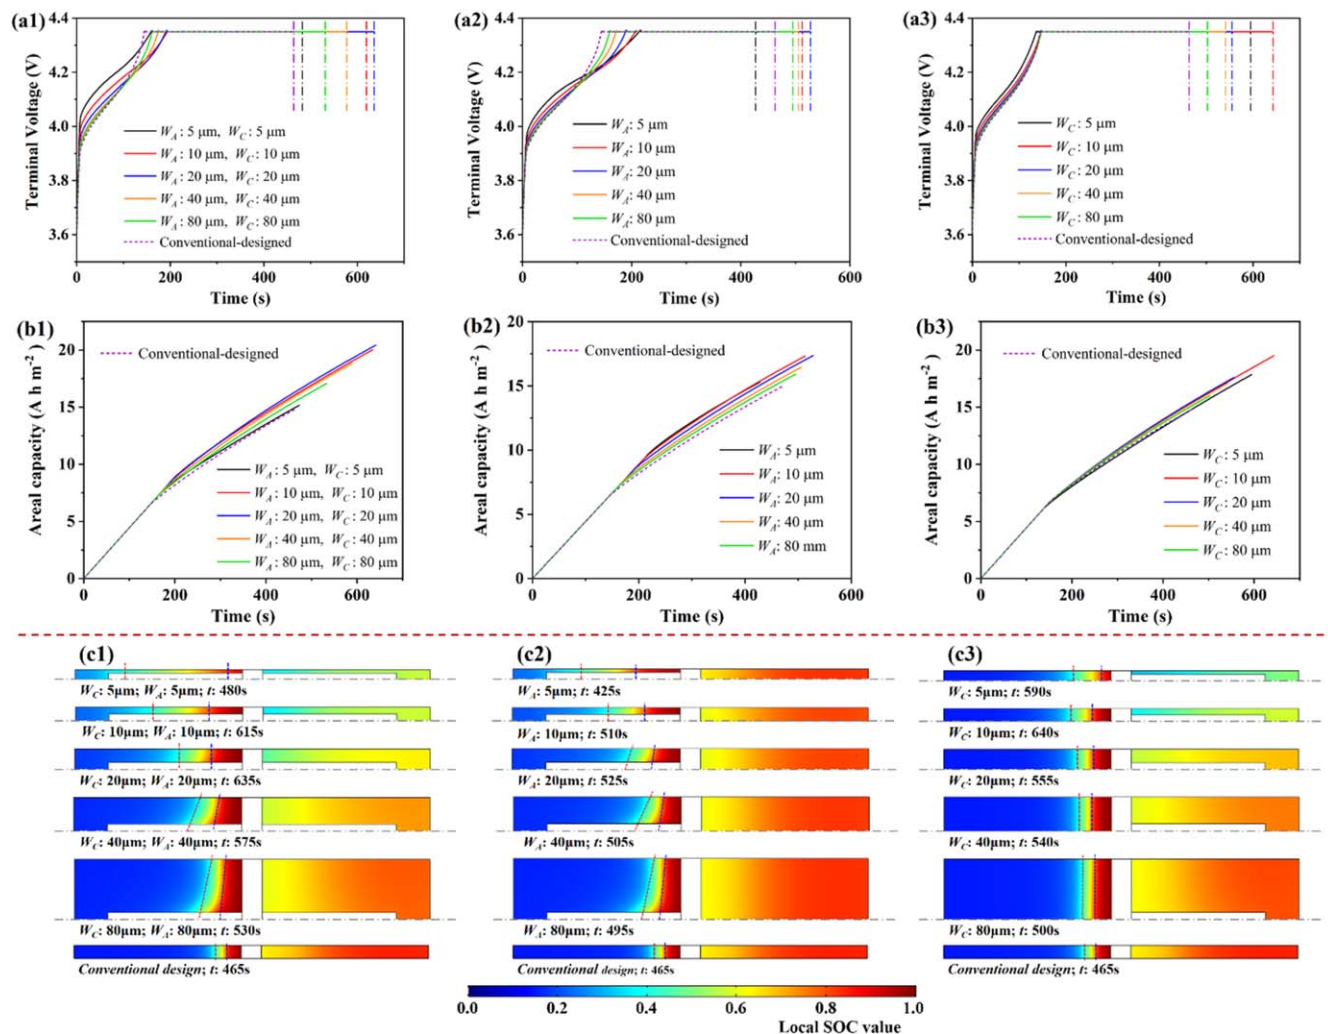 (a1)
Terminal Voltage (V)
4.4
4.2
4.0
3.8
3.6
W_A: 5 μm, W_C: 5 μm
W_A: 10 μm, W_C: 10 μm
W_A: 20 μm, W_C: 20 μm
W_A: 40 μm, W_C: 40 μm
W_A: 80 μm, W_C: 80 μm
Conventional-designed
0 200 400 600
Time (s)
(a2)
Terminal Voltage (V)
4.4
4.2
4.0
3.8
3.6
W_A: 5 μm
W_A: 10 μm
W_A: 20 μm
W_A: 40 μm
W_A: 80 μm
Conventional-designed
0 200 400 600
Time (s)
(a3)
Terminal Voltage (V)
4.4
4.2
4.0
3.8
3.6
W_C: 5 μm
W_C: 10 μm
W_C: 20 μm
W_C: 40 μm
W_C: 80 μm
Conventional-designed
0 200 400 600
Time (s)
(b1)
Areal capacity (A h m⁻²)
20
15
10
5
0
Conventional-designed
W_A: 5 μm, W_C: 5 μm
W_A: 10 μm, W_C: 10 μm
W_A: 20 μm, W_C: 20 μm
W_A: 40 μm, W_C: 40 μm
W_A: 80 μm, W_C: 80 μm
0 200 400 600
Time (s)
(b2)
Areal capacity (A h m⁻²)
20
15
10
5
0
Conventional-designed
W_A: 5 μm
W_A: 10 μm
W_A: 20 μm
W_A: 40 μm
W_A: 80 mm
0 200 400 600
Time (s)
(b3)
Areal capacity (A h m⁻²)
20
15
10
5
0
Conventional-designed
W_C: 5 μm
W_C: 10 μm
W_C: 20 μm
W_C: 40 μm
W_C: 80 μm
0 200 400 600
Time (s)
(c1)
W_C: 5μm; W_A: 5μm; t: 480s
W_C: 10μm; W_A: 10μm; t: 615s
W_C: 20μm; W_A: 20μm; t: 635s
W_C: 40μm; W_A: 40μm; t: 575s
W_C: 80μm; W_A: 80μm; t: 530s
Conventional design; t: 465s
(c2)
W_A: 5μm; t: 425s
W_A: 10μm; t: 510s
W_A: 20μm; t: 525s
W_A: 40μm; t: 505s
W_A: 80μm; t: 495s
Conventional design; t: 465s
(c3)
W_C: 5μm; t: 590s
W_C: 10μm; t: 640s
W_C: 20μm; t: 555s
W_C: 40μm; t: 540s
W_C: 80μm; t: 500s
Conventional design; t: 465s
0.0 0.2 0.4 0.6 0.8 1.0
Local SOC value